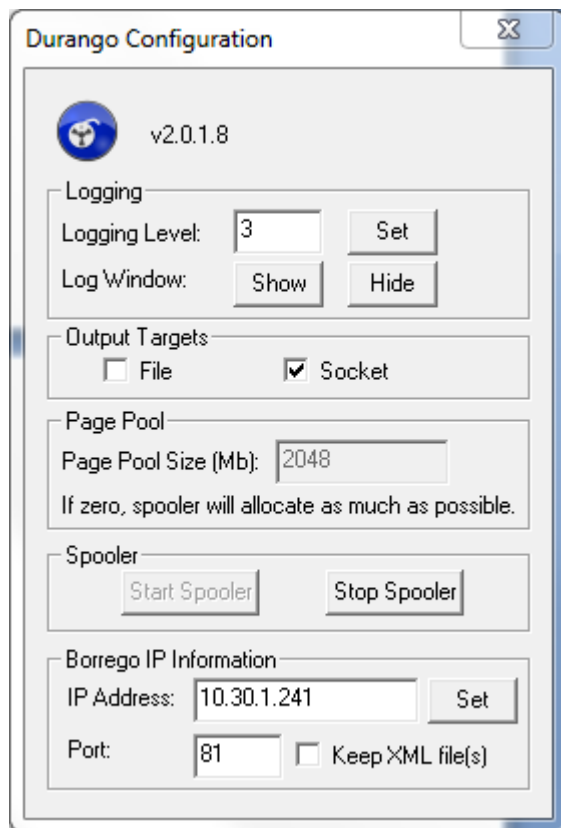 Durango Configuration
v2.0.1.8
Logging
Logging Level: 3 Set
Log Window: Show Hide
Output Targets
File Socket
Page Pool
Page Pool Size (Mb): 2048
If zero, spooler will allocate as much as possible.
Spooler
Start Spooler Stop Spooler
Borrego IP Information
IP Address: 10.30.1.241 Set
Port: 81 Keep XML file(s)